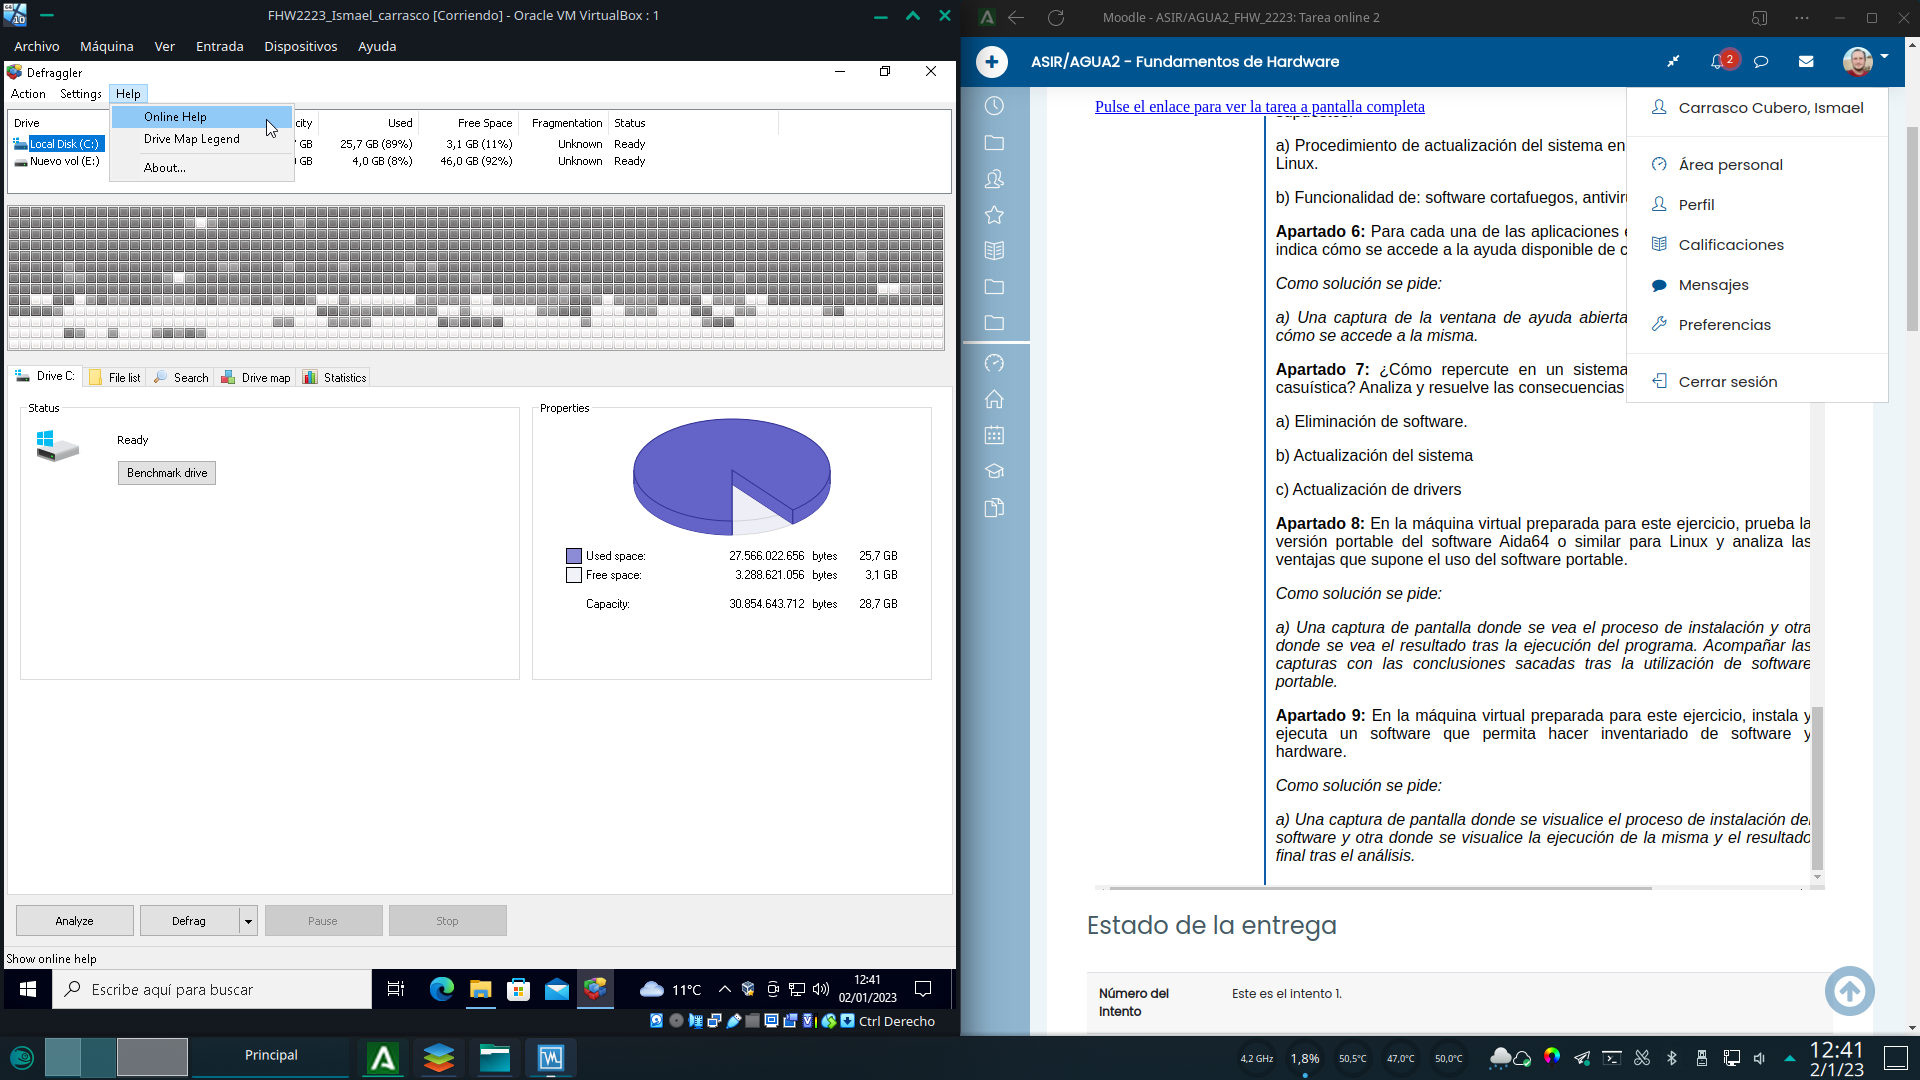 FHW2223_Ismael_carrasco [Corriendo] - Oracle VM VirtualBox : 1
Archivo Máquina Ver Entrada Dispositivos Ayuda
Defraggler
Action Settings Help
Online Help
Drive Map Legend
About...
Drive city Used Free Space Fragmentation Status
Local Disk (C:) GB 25,7 GB (89%) 3,1 GB (11%) Unknown Ready
Nuevo vol (E:) GB 4,0 GB (8%) 46,0 GB (92%) Unknown Ready
Drive C: File list Search Drive map Statistics
Status
Ready
Benchmark drive
Properties
Used space: 27.566.022.656 bytes 25,7 GB
Free space: 3.288.621.056 bytes 3,1 GB
Capacity: 30.854.643.712 bytes 28,7 GB
Analyze Defrag Pause Stop
Show online help
Escribe aquí para buscar
11°C
12:41
02/01/2023
Ctrl Derecho
Moodle - ASIR/AGUA2_FHW_2223: Tarea online 2
ASIR/AGUA2 - Fundamentos de Hardware
2
Pulse el enlace para ver la tarea a pantalla completa
a) Procedimiento de actualización del sistema en
Linux.
b) Funcionalidad de: software cortafuegos, antivir
Apartado 6: Para cada una de las aplicaciones
indica cómo se accede a la ayuda disponible de c
Como solución se pide:
a) Una captura de la ventana de ayuda abierta
cómo se accede a la misma.
Apartado 7: ¿Cómo repercute en un sistema
casuística? Analiza y resuelve las consecuencias
a) Eliminación de software.
b) Actualización del sistema
c) Actualización de drivers
Apartado 8: En la máquina virtual preparada para este ejercicio, prueba la
versión portable del software Aida64 o similar para Linux y analiza las
ventajas que supone el uso del software portable.
Como solución se pide:
a) Una captura de pantalla donde se vea el proceso de instalación y otra
donde se vea el resultado tras la ejecución del programa. Acompañar las
capturas con las conclusiones sacadas tras la utilización de software
portable.
Apartado 9: En la máquina virtual preparada para este ejercicio, instala y
ejecuta un software que permita hacer inventariado de software y
hardware.
Como solución se pide:
a) Una captura de pantalla donde se visualice el proceso de instalación del
software y otra donde se visualice la ejecución de la misma y el resultado
final tras el análisis.
Carrasco Cubero, Ismael
Área personal
Perfil
Calificaciones
Mensajes
Preferencias
Cerrar sesión
Estado de la entrega
Número del
Intento
Este es el intento 1.
Principal
4,2 GHz 1,8% 50,5°C 47,0°C 50,0°C
12:41
2/1/23